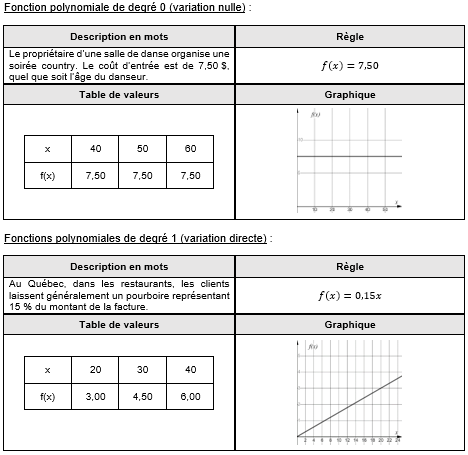 Fonction polynomiale de degré 0 (variation nulle) :
Description en mots
Règle
Le propriétaire d'une salle de danse organise une
soirée country. Le coût d'entrée est de 7,50 $,
quel que soit l'âge du danseur.
f(x) = 7,50
Table de valeurs
Graphique
x 40 50 60
f(x) 7,50 7,50 7,50
f(x)
x
10 20 30 40 50
Fonctions polynomiales de degré 1 (variation directe) :
Description en mots
Règle
Au Québec, dans les restaurants, les clients
laissent généralement un pourboire représentant
15 % du montant de la facture.
f(x) = 0,15x
Table de valeurs
Graphique
x 20 30 40
f(x) 3,00 4,50 6,00
f(x)
x
2 4 6 8 10 12 14 16 18 20 22 24